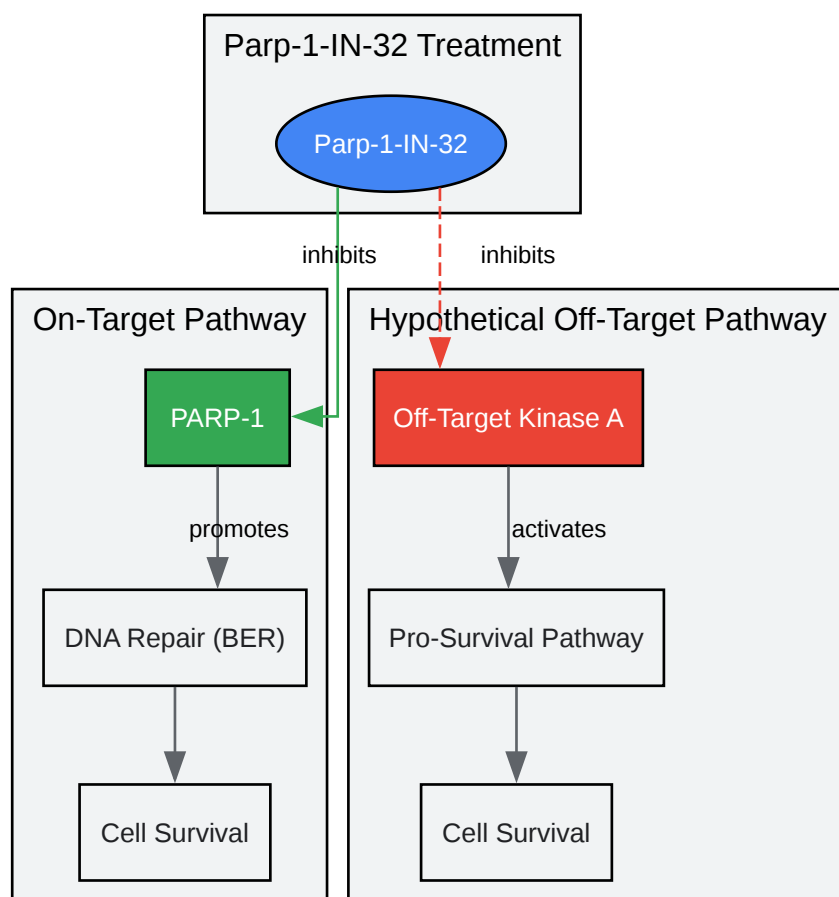 Parp-1-IN-32 Treatment
Parp-1-IN-32
inhibits
inhibits
On-Target Pathway
Hypothetical Off-Target Pathway
PARP-1
Off-Target Kinase A
promotes
activates
DNA Repair (BER)
Pro-Survival Pathway
Cell Survival
Cell Survival